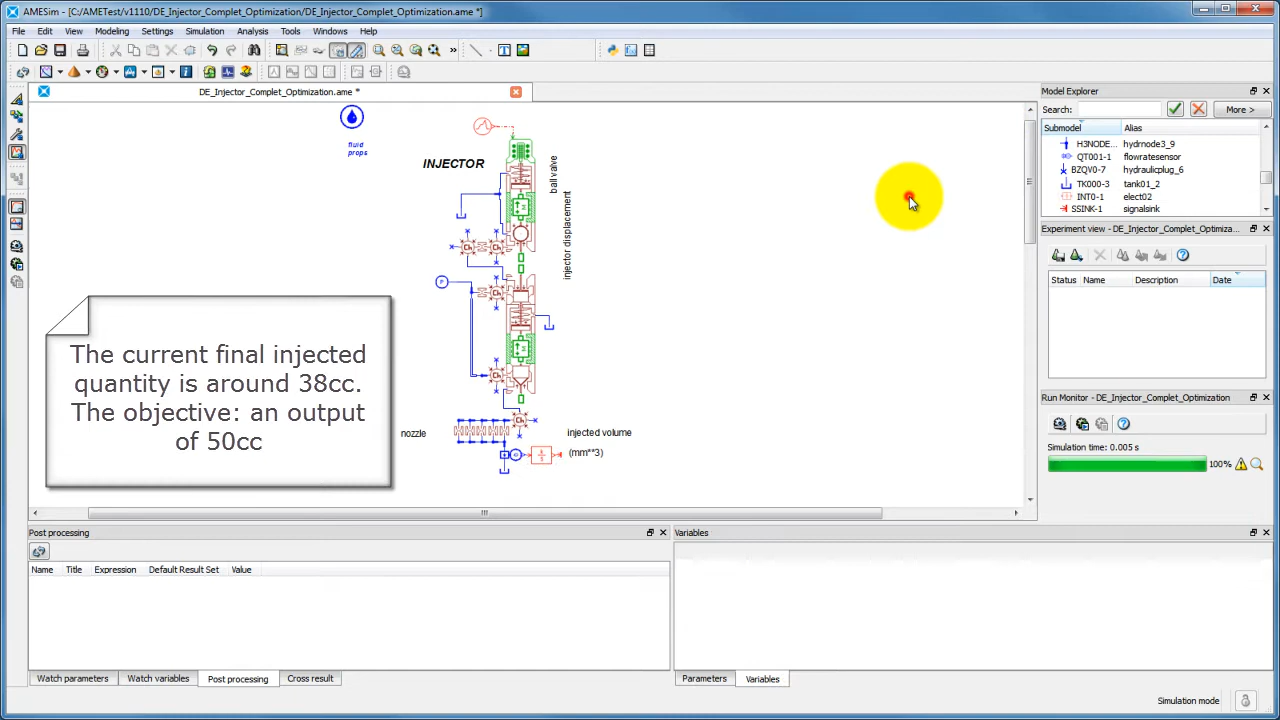 AMESim - [C:/AMETest/v1110/DE_Injector_Complet_Optimization/DE_Injector_Complet_Optimization.ame *]
File Edit View Modeling Settings Simulation Analysis Tools Windows Help
DE_Injector_Complet_Optimization.ame *
fluid
props
INJECTOR
ball valve
injector displacement
The current final injected
quantity is around 38cc.
The objective: an output
of 50cc
nozzle
injected volume
(mm**3)
Model Explorer
Search:
More >
Submodel Alias
H3NODE... hydrnode3_9
QT001-1 flowratesensor
BZQV0-7 hydraulicplug_6
TK000-3 tank01_2
INT0-1 elect02
SSINK-1 signalsink
Experiment view - DE_Injector_Complet_Optimiza...
Status Name Description Date
Run Monitor - DE_Injector_Complet_Optimization
Simulation time: 0.005 s
100%
Post processing
Name Title Expression Default Result Set Value
Watch parameters Watch variables Post processing Cross result
Variables
Parameters Variables
Simulation mode